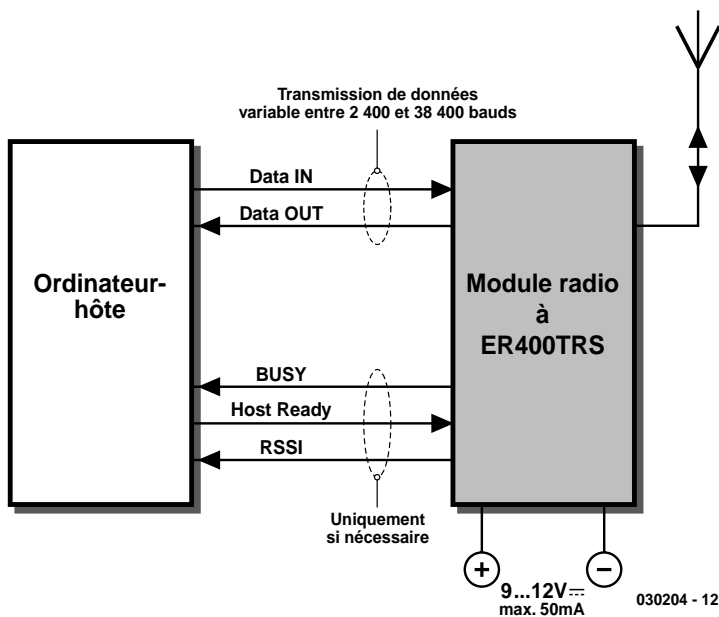 Transmission de données
variable entre 2 400 et 38 400 bauds
Data IN
Data OUT
Ordinateur-
hôte
Module radio
à
ER400TRS
BUSY
Host Ready
RSSI
Uniquement
si nécessaire
+
−
9...12V⎓
max. 50mA
030204 - 12